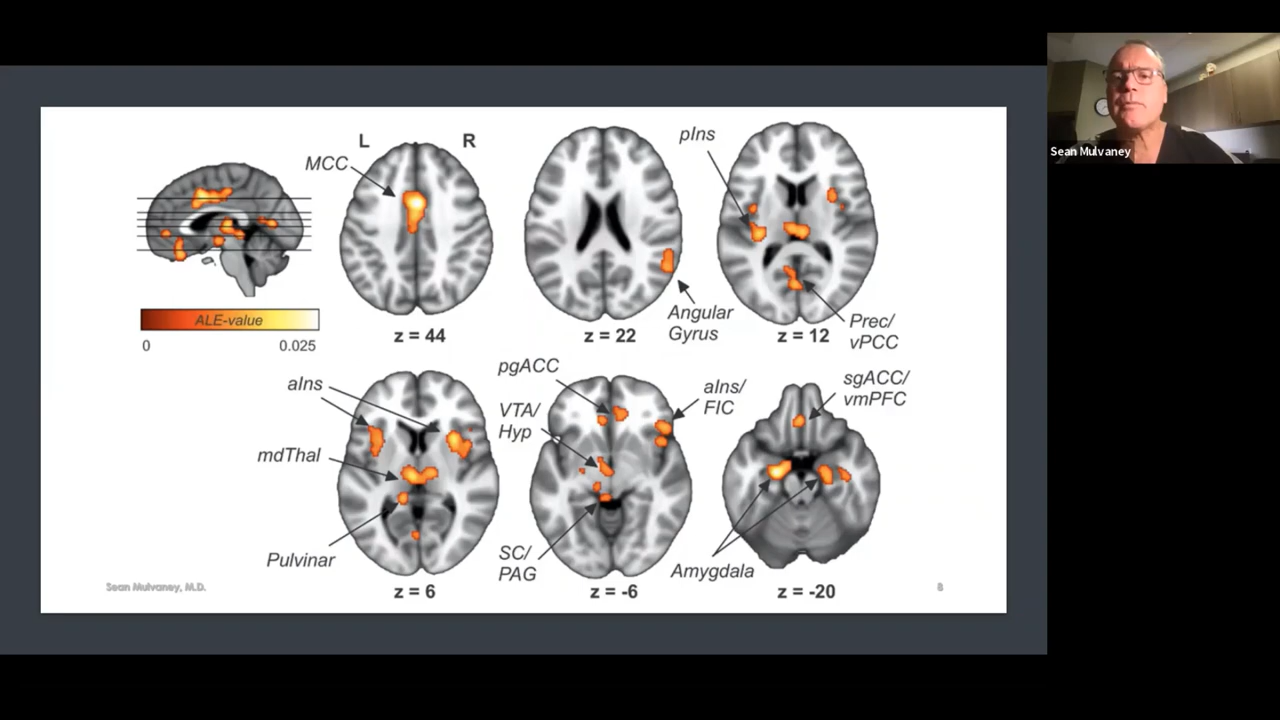 Sean Mulvaney
L
R
MCC
pIns
ALE-value
0
0.025
z = 44
z = 22
Angular
Gyrus
z = 12
Prec/
vPCC
aIns
mdThal
Pulvinar
z = 6
pgACC
VTA/
Hyp
aIns/
FIC
SC/
PAG
z = -6
sgACC/
vmPFC
Amygdala
z = -20
Sean Mulvaney, M.D.
8